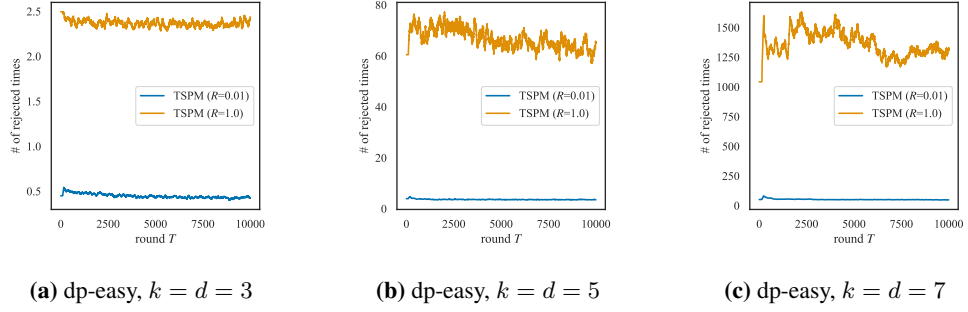 2.5
2.0
1.5
1.0
0.5
# of rejected times
TSPM (R=0.01)
TSPM (R=1.0)
0 2500 5000 7500 10000
round T
(a) dp-easy, k = d = 3
80
60
40
20
0
# of rejected times
TSPM (R=0.01)
TSPM (R=1.0)
0 2500 5000 7500 10000
round T
(b) dp-easy, k = d = 5
1500
1250
1000
750
500
250
0
# of rejected times
TSPM (R=0.01)
TSPM (R=1.0)
0 2500 5000 7500 10000
round T
(c) dp-easy, k = d = 7